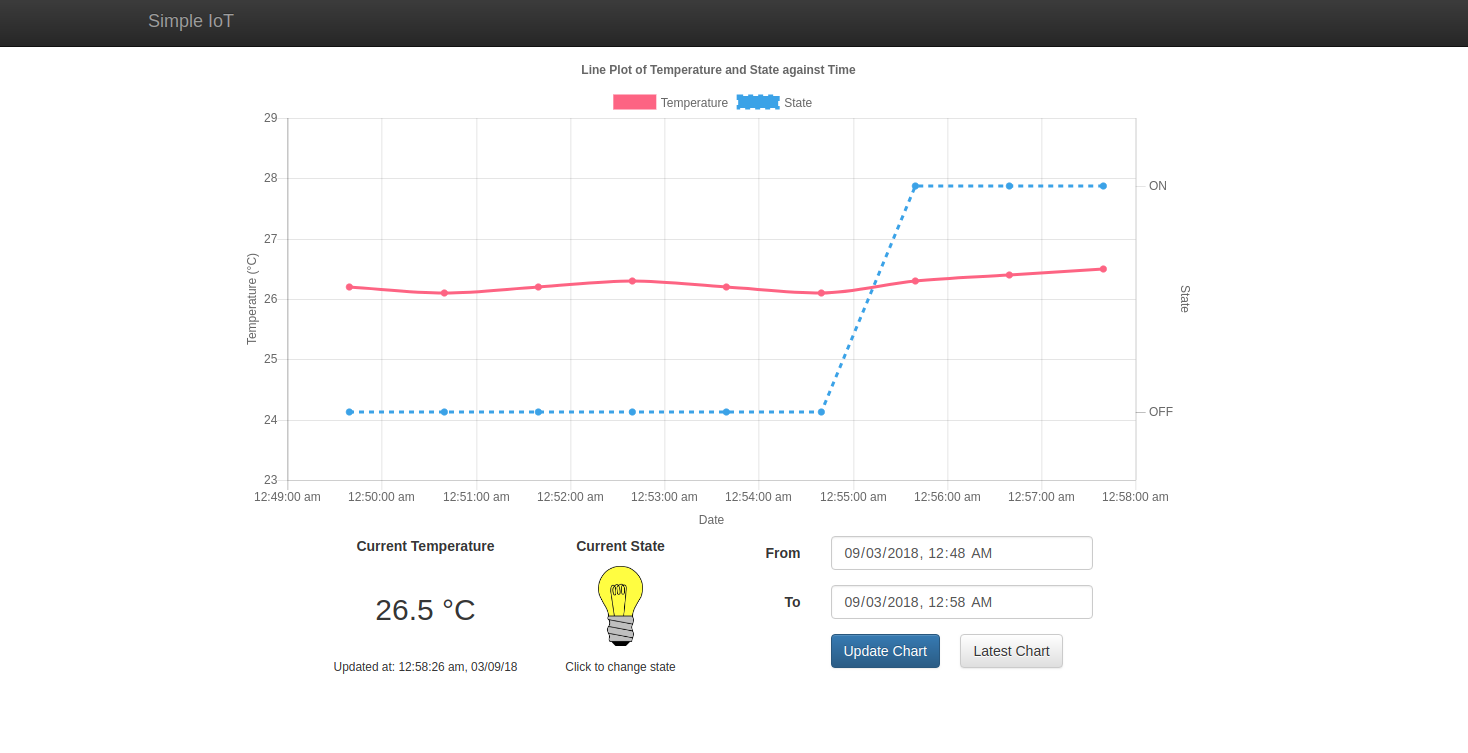 Simple IoT
Line Plot of Temperature and State against Time
Temperature State
29
28
27
26
25
24
23
Temperature (°C)
ON
OFF
State
12:49:00 am 12:50:00 am 12:51:00 am 12:52:00 am 12:53:00 am 12:54:00 am 12:55:00 am 12:56:00 am 12:57:00 am 12:58:00 am
Date
Current Temperature
26.5 °C
Updated at: 12:58:26 am, 03/09/18
Current State
Click to change state
From 09/03/2018, 12:48 AM
To 09/03/2018, 12:58 AM
Update Chart Latest Chart